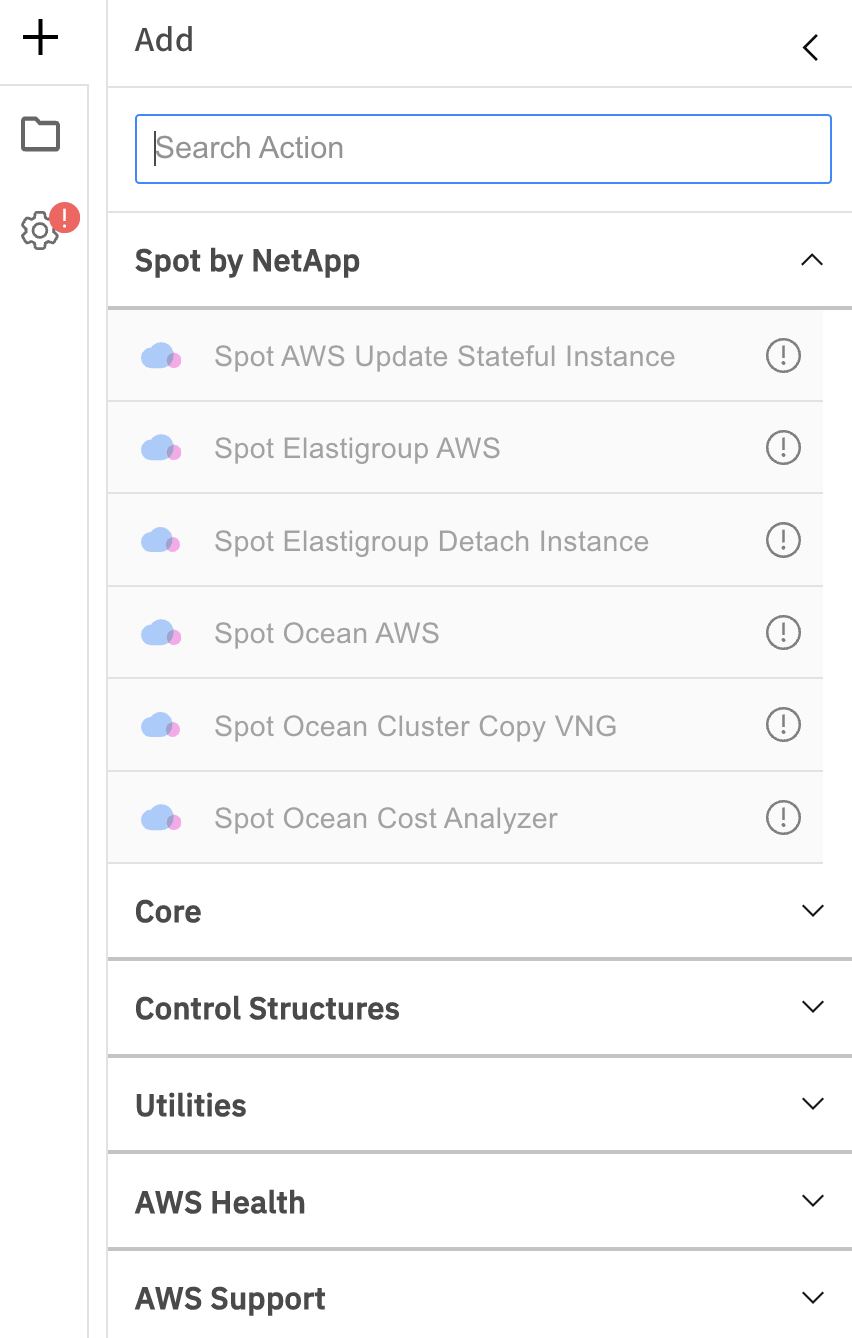 Add
Search Action
Spot by NetApp
Spot AWS Update Stateful Instance
Spot Elastigroup AWS
Spot Elastigroup Detach Instance
Spot Ocean AWS
Spot Ocean Cluster Copy VNG
Spot Ocean Cost Analyzer
Core
Control Structures
Utilities
AWS Health
AWS Support